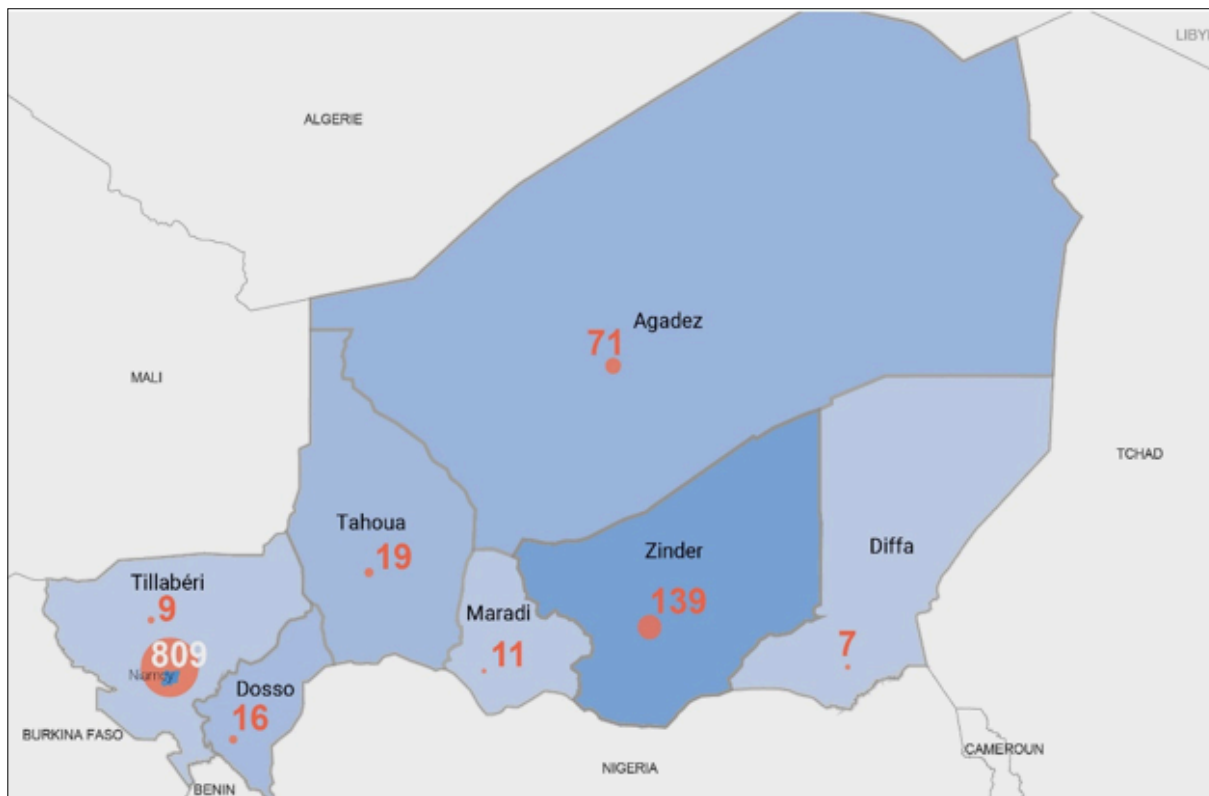 LIBY
ALGERIE
Agadez
71
MALI
TCHAD
Tahoua
19
Zinder
139
Diffa
7
Tillabéri
9
809
Niamey
Maradi
11
Dosso
16
BURKINA FASO
CAMEROUN
NIGERIA
BENIN